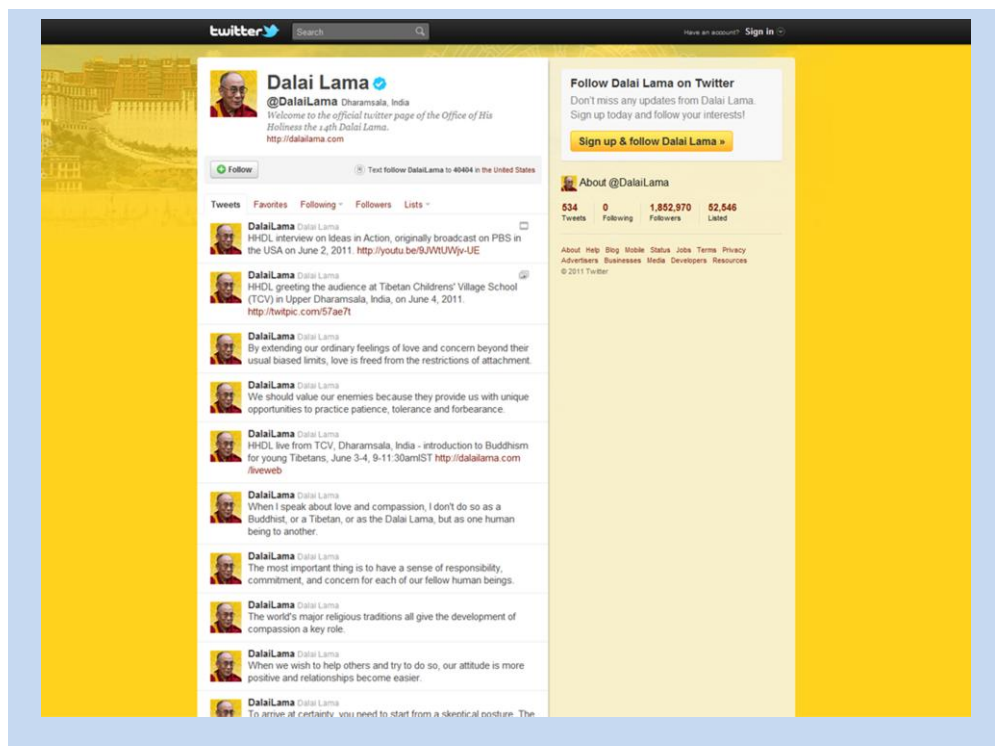 twitter
Search
Have an account? Sign in
Dalai Lama
@DalaiLama Dharamsala, India
Welcome to the official twitter page of the Office of His
Holiness the 14th Dalai Lama.
http://dalailama.com
Follow
Text follow DalaiLama to 40404 in the United States
Tweets Favorites Following Followers Lists
DalaiLama Dalai Lama
HHDL interview on Ideas in Action, originally broadcast on PBS in
the USA on June 2, 2011. http://youtu.be/9JWtUWjv-UE
DalaiLama Dalai Lama
HHDL greeting the audience at Tibetan Childrens' Village School
(TCV) in Upper Dharamsala, India, on June 4, 2011.
http://twitpic.com/57ae7t
DalaiLama Dalai Lama
By extending our ordinary feelings of love and concern beyond their
usual biased limits, love is freed from the restrictions of attachment.
DalaiLama Dalai Lama
We should value our enemies because they provide us with unique
opportunities to practice patience, tolerance and forbearance.
DalaiLama Dalai Lama
HHDL live from TCV, Dharamsala, India - introduction to Buddhism
for young Tibetans, June 3-4, 9-11:30amIST http://dalailama.com
/liveweb
DalaiLama Dalai Lama
When I speak about love and compassion, I don't do so as a
Buddhist, or a Tibetan, or as the Dalai Lama, but as one human
being to another.
DalaiLama Dalai Lama
The most important thing is to have a sense of responsibility,
commitment, and concern for each of our fellow human beings.
DalaiLama Dalai Lama
The world's major religious traditions all give the development of
compassion a key role.
DalaiLama Dalai Lama
When we wish to help others and try to do so, our attitude is more
positive and relationships become easier.
DalaiLama Dalai Lama
To arrive at certainty, you need to start from a skeptical posture. The
Follow Dalai Lama on Twitter
Don't miss any updates from Dalai Lama.
Sign up today and follow your interests!
Sign up & follow Dalai Lama »
About @DalaiLama
534 0 1,852,970 52,546
Tweets Following Followers Listed
About Help Blog Mobile Status Jobs Terms Privacy
Advertisers Businesses Media Developers Resources
© 2011 Twitter